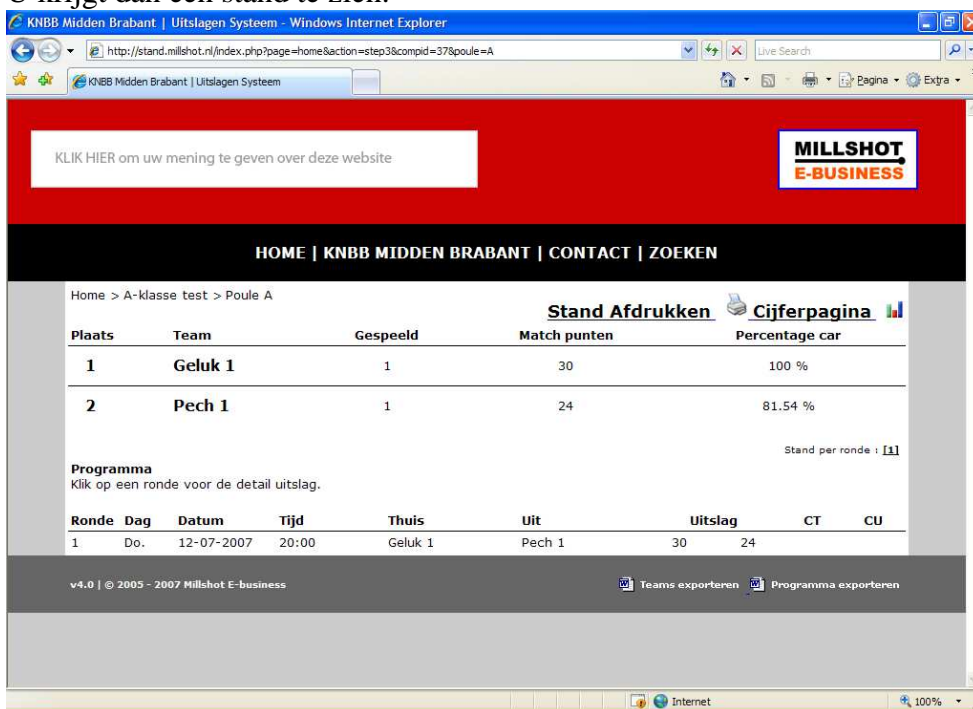 U krijgt dan een stand te zien:
KNBB Midden Brabant | Uitslagen Systeem - Windows Internet Explorer
http://stand.millshot.nl/index.php?page=home&action=step3&compid=37&poule=A
Live Search
KNBB Midden Brabant | Uitslagen Systeem
Pagina
Extra
KLIK HIER om uw mening te geven over deze website
MILLSHOT
E-BUSINESS
HOME | KNBB MIDDEN BRABANT | CONTACT | ZOEKEN
Home > A-klasse test > Poule A
Stand Afdrukken Cijferpagina
Plaats Team Gespeeld Match punten Percentage car
1 Geluk 1 1 30 100 %
2 Pech 1 1 24 81.54 %
Stand per ronde : [1]
Programma
Klik op een ronde voor de detail uitslag.
Ronde Dag Datum Tijd Thuis Uit Uitslag CT CU
1 Do. 12-07-2007 20:00 Geluk 1 Pech 1 30 24
v4.0 | © 2005 - 2007 Millshot E-business
Teams exporteren Programma exporteren
Internet
100%